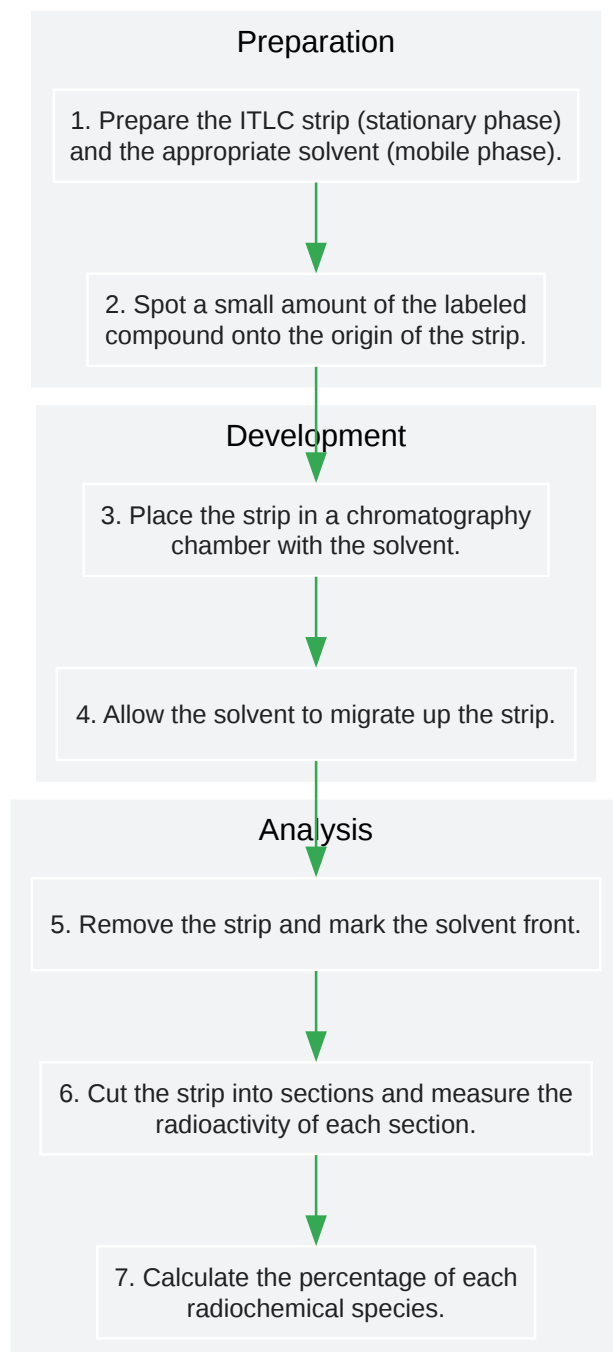 Preparation
1. Prepare the ITLC strip (stationary phase)
and the appropriate solvent (mobile phase).
2. Spot a small amount of the labeled
compound onto the origin of the strip.
Development
3. Place the strip in a chromatography
chamber with the solvent.
4. Allow the solvent to migrate up the strip.
Analysis
5. Remove the strip and mark the solvent front.
6. Cut the strip into sections and measure the
radioactivity of each section.
7. Calculate the percentage of each
radiochemical species.